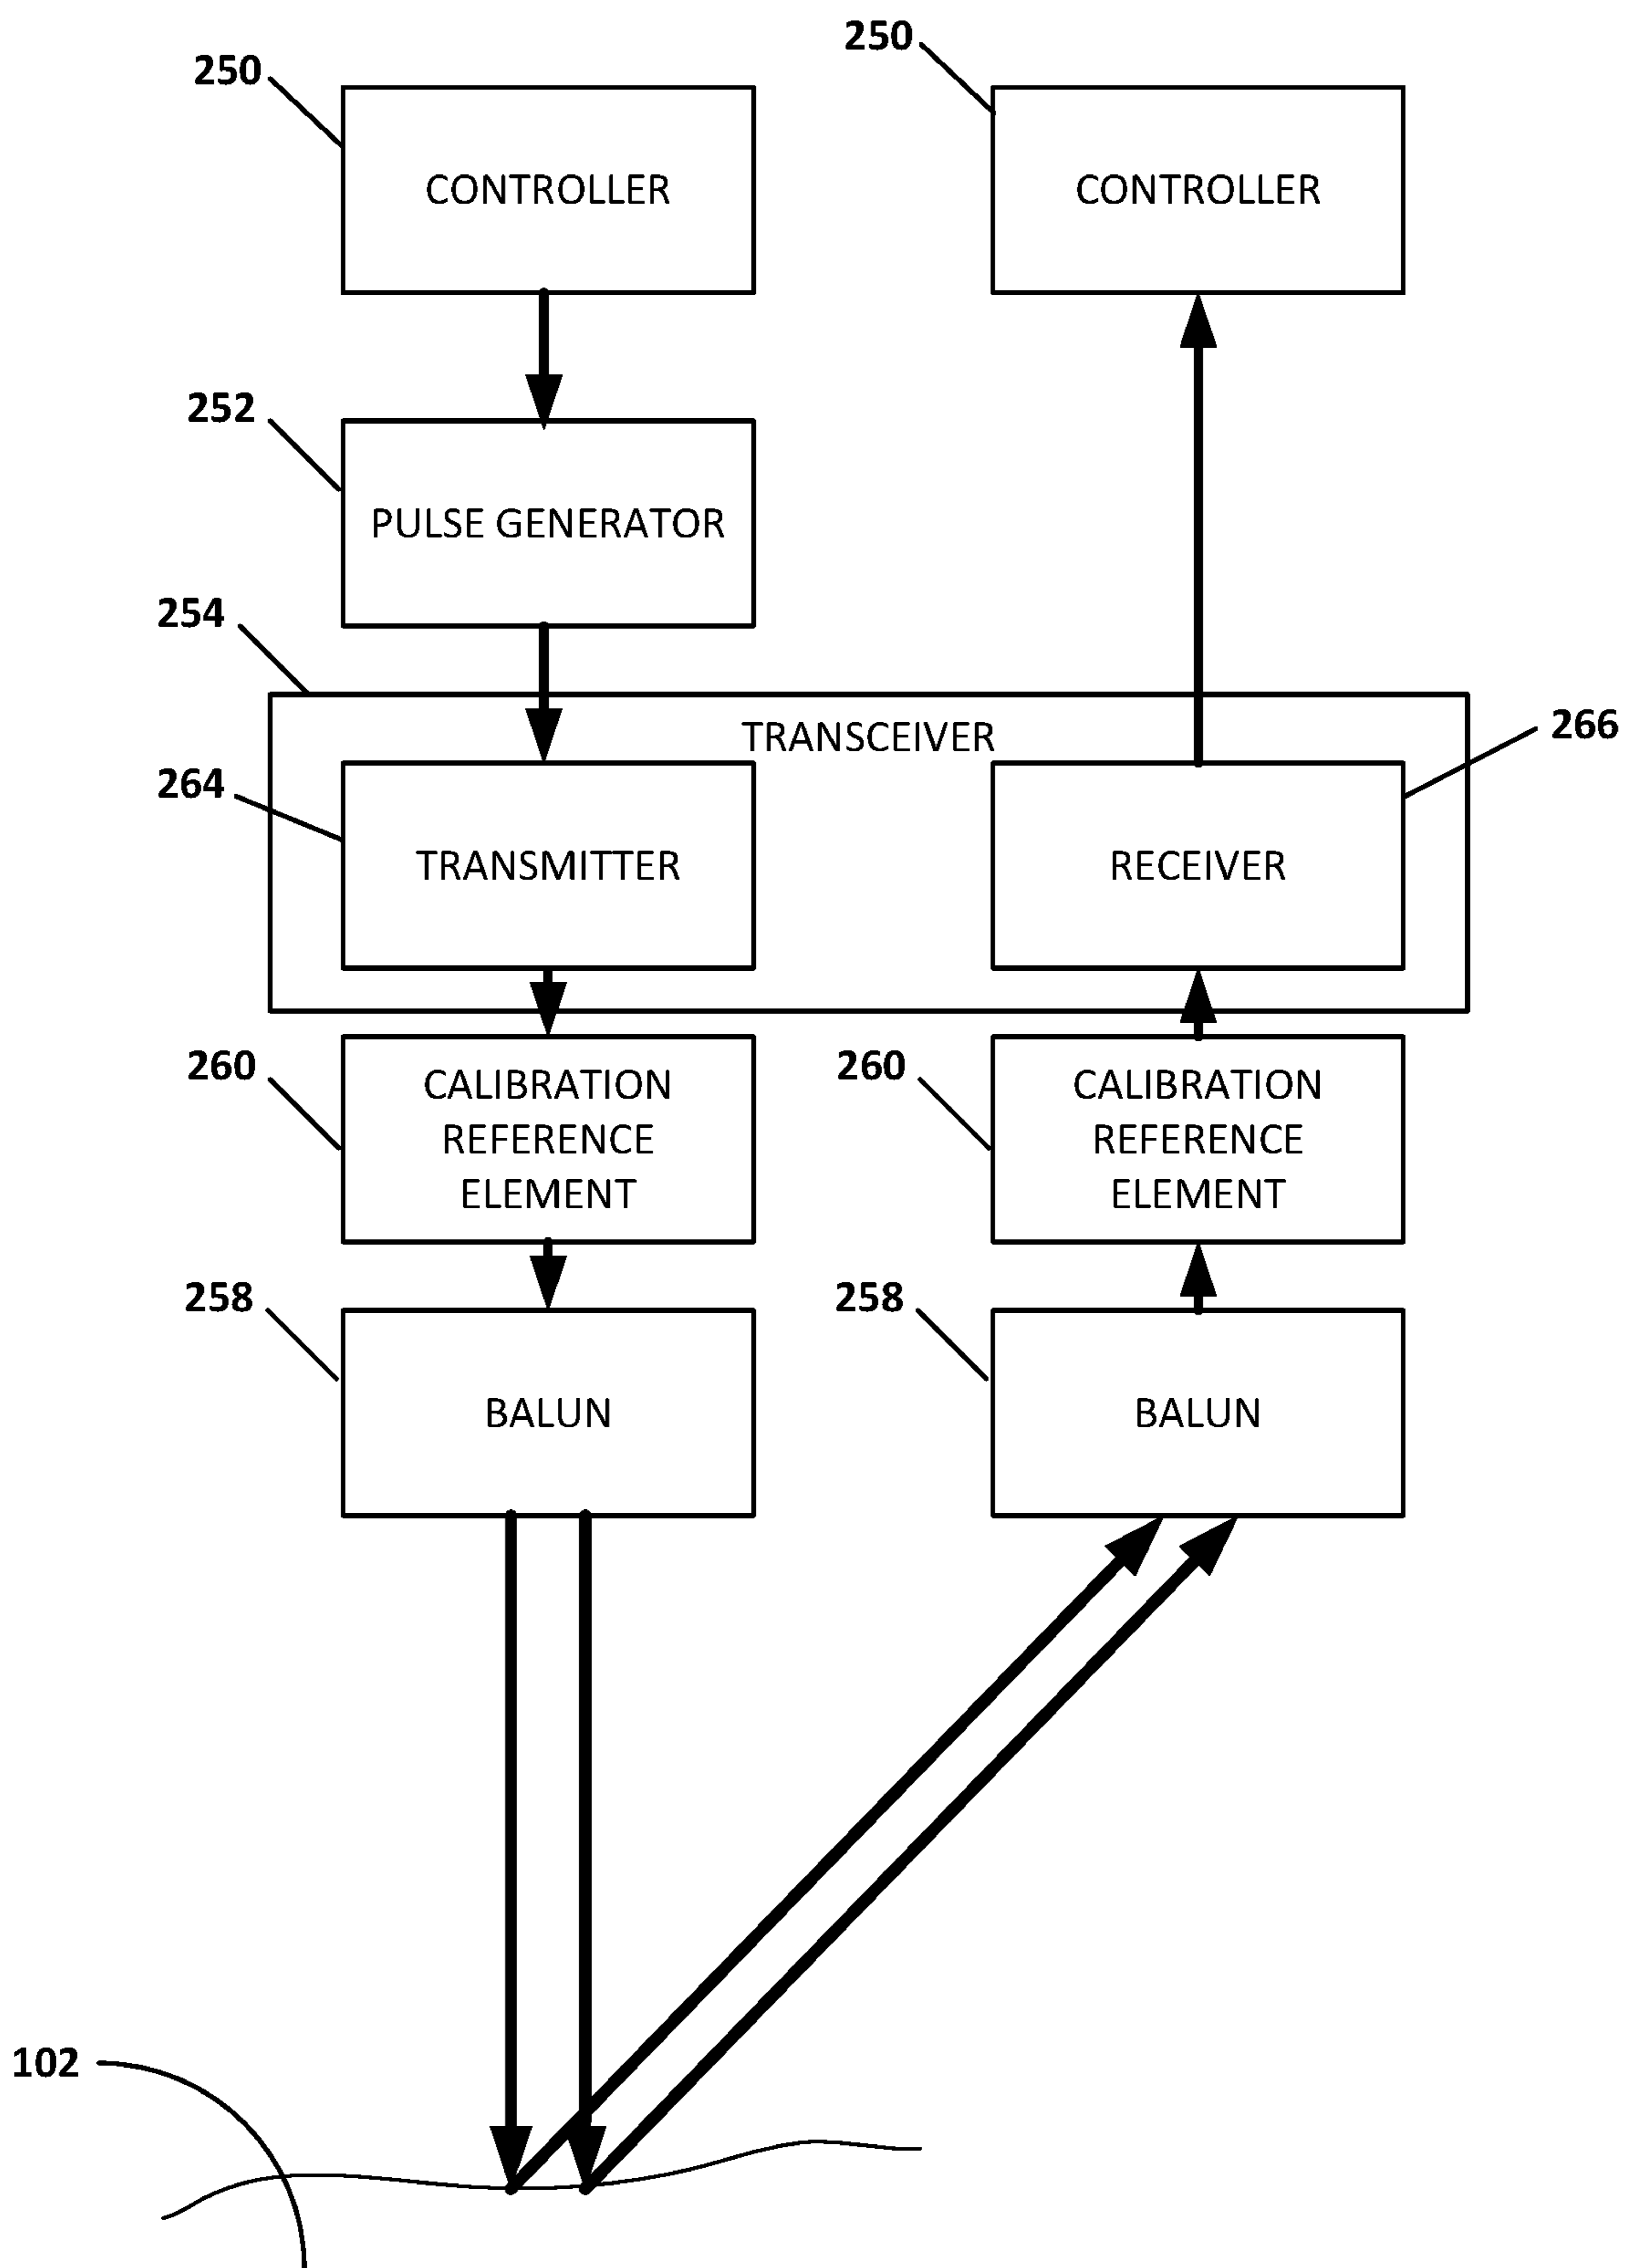 250
250
CONTROLLER
CONTROLLER
252
PULSE GENERATOR
254
TRANSCEIVER
266
264
TRANSMITTER
RECEIVER
260
CALIBRATION
REFERENCE
ELEMENT
260
CALIBRATION
REFERENCE
ELEMENT
258
BALUN
258
BALUN
102